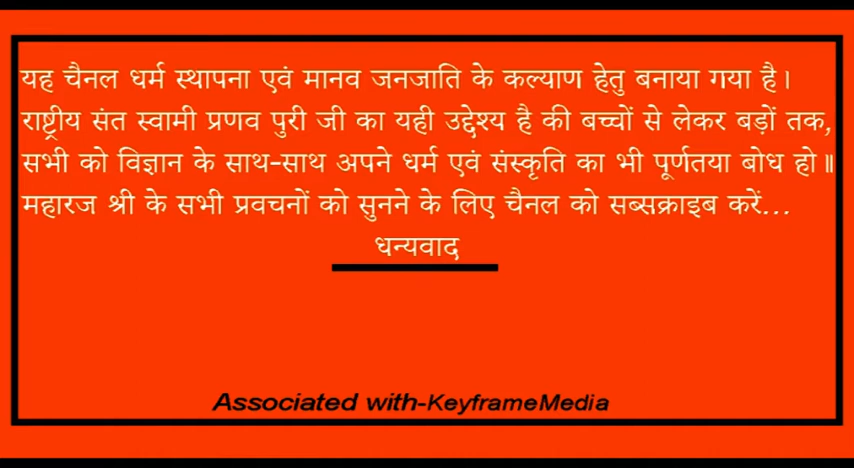 यह चैनल धर्म स्थापना एवं मानव जनजाति के कल्याण हेतु बनाया गया है।
राष्ट्रीय संत स्वामी प्रणव पुरी जी का यही उद्देश्य है की बच्चों से लेकर बड़ों तक,
सभी को विज्ञान के साथ-साथ अपने धर्म एवं संस्कृति का भी पूर्णतया बोध हो॥
महारज श्री के सभी प्रवचनों को सुनने के लिए चैनल को सब्सक्राइब करें...
धन्यवाद
Associated with-KeyframeMedia